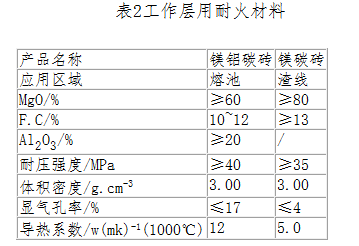 表2工作层用耐火材料
产品名称 镁铝碳砖 镁碳砖
应用区域 熔池 渣线
MgO/% ≥60 ≥80
F.C/% 10~12 ≥13
Al₂O₃/% ≥20 /
耐压强度/MPa ≥40 ≥35
体积密度/g.cm⁻³ 3.00 3.00
显气孔率/% ≤17 ≤4
导热系数/w(mk)⁻¹(1000℃) 12 5.0